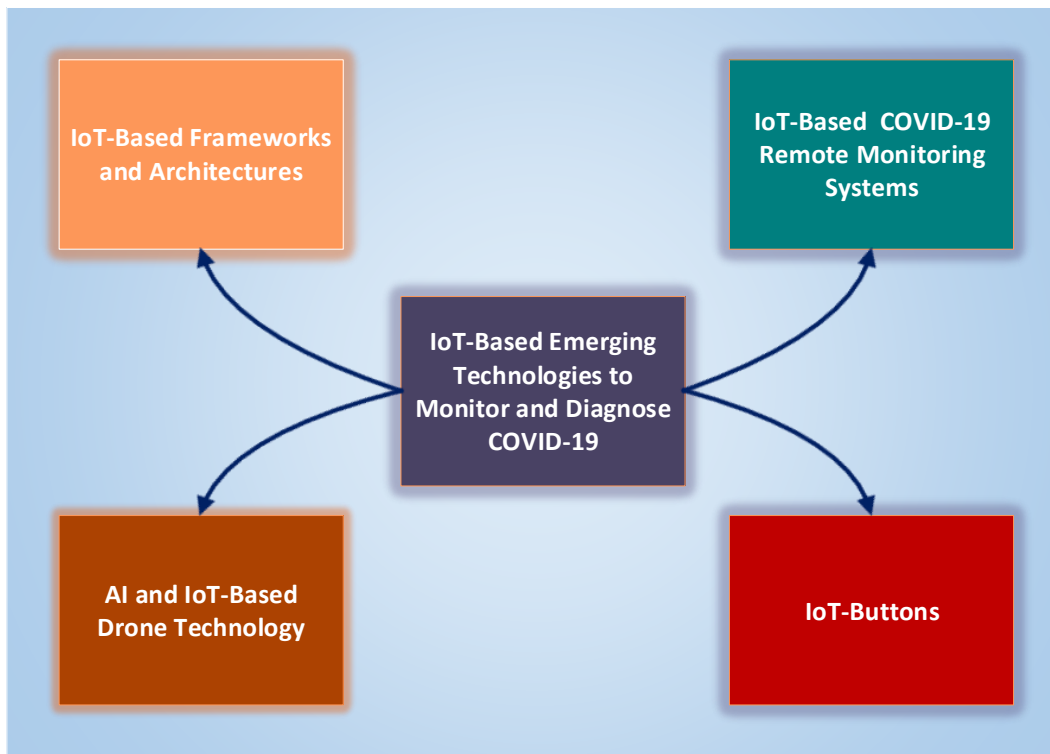 IoT-Based Frameworks
and Architectures
IoT-Based COVID-19
Remote Monitoring
Systems
IoT-Based Emerging
Technologies to
Monitor and Diagnose
COVID-19
AI and IoT-Based
Drone Technology
IoT-Buttons